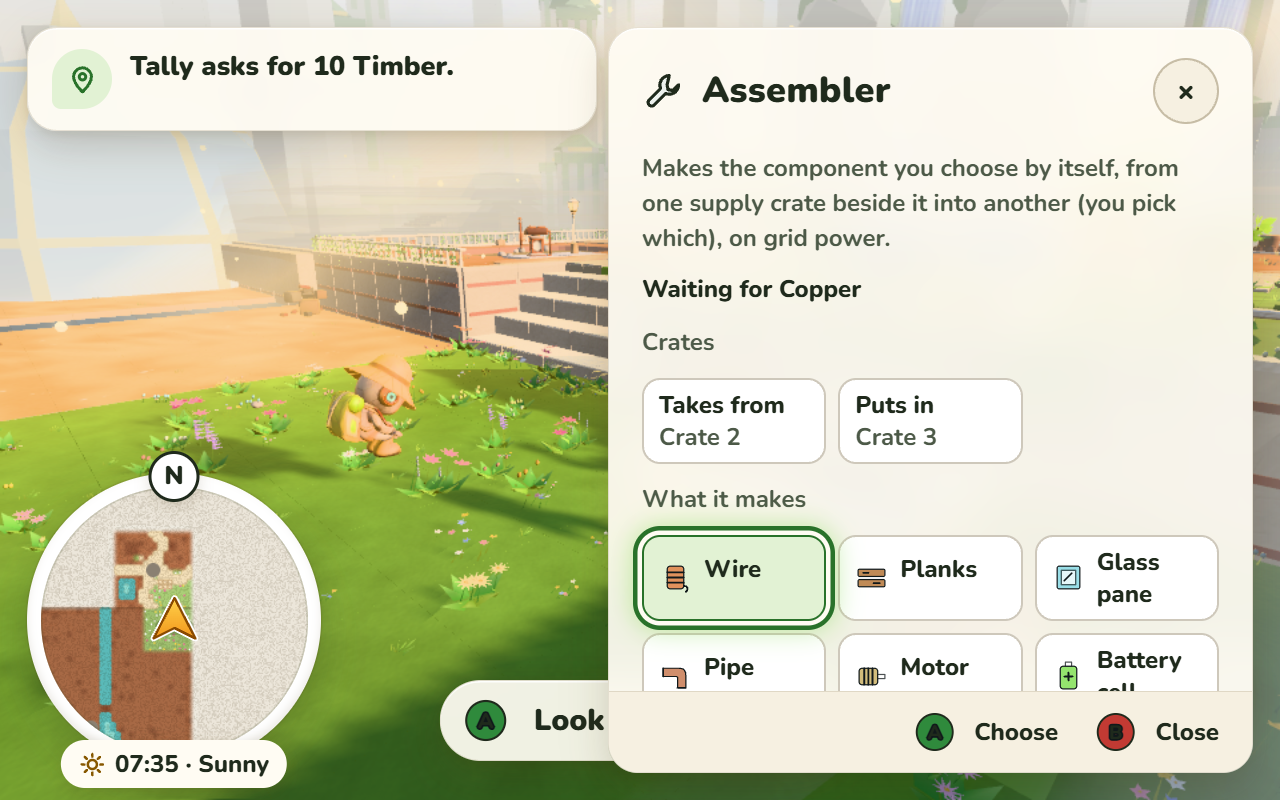 Tally asks for 10 Timber.
Assembler
Makes the component you choose by itself, from
one supply crate beside it into another (you pick
which), on grid power.
Waiting for Copper
Crates
Takes from
Crate 2
Puts in
Crate 3
What it makes
Wire
Planks
Glass
pane
Pipe
Motor
Battery
cell
N
07:35 · Sunny
A Look
A Choose
B Close